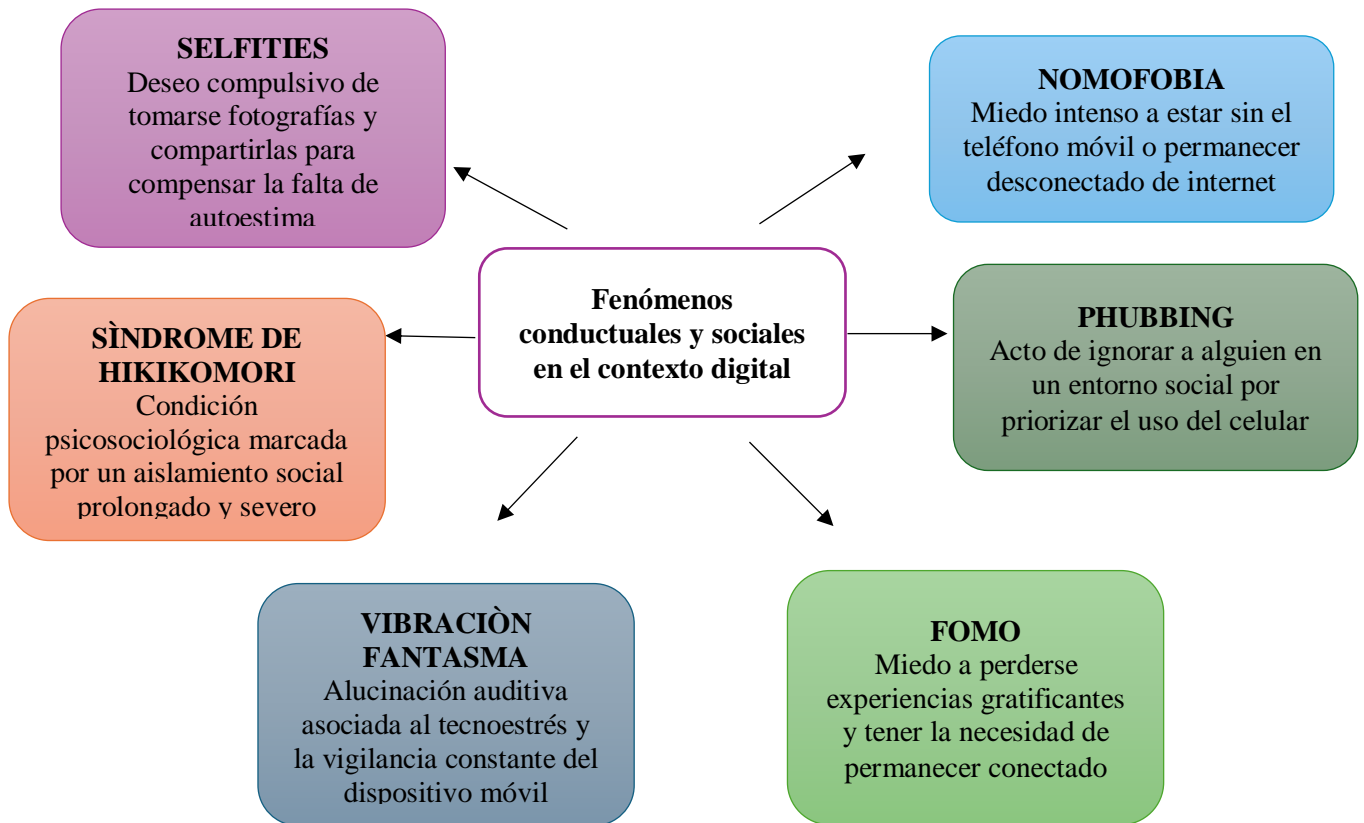 SELFITIES
Deseo compulsivo de
tomarse fotografías y
compartirlas para
compensar la falta de
autoestima
NOMOFOBIA
Miedo intenso a estar sin el
teléfono móvil o permanecer
desconectado de internet
Fenómenos
conductuales y sociales
en el contexto digital
SÌNDROME DE
HIKIKOMORI
Condición
psicosociológica marcada
por un aislamiento social
prolongado y severo
PHUBBING
Acto de ignorar a alguien en
un entorno social por
priorizar el uso del celular
VIBRACIÒN
FANTASMA
Alucinación auditiva
asociada al tecnoestrés y
la vigilancia constante del
dispositivo móvil
FOMO
Miedo a perderse
experiencias gratificantes
y tener la necesidad de
permanecer conectado